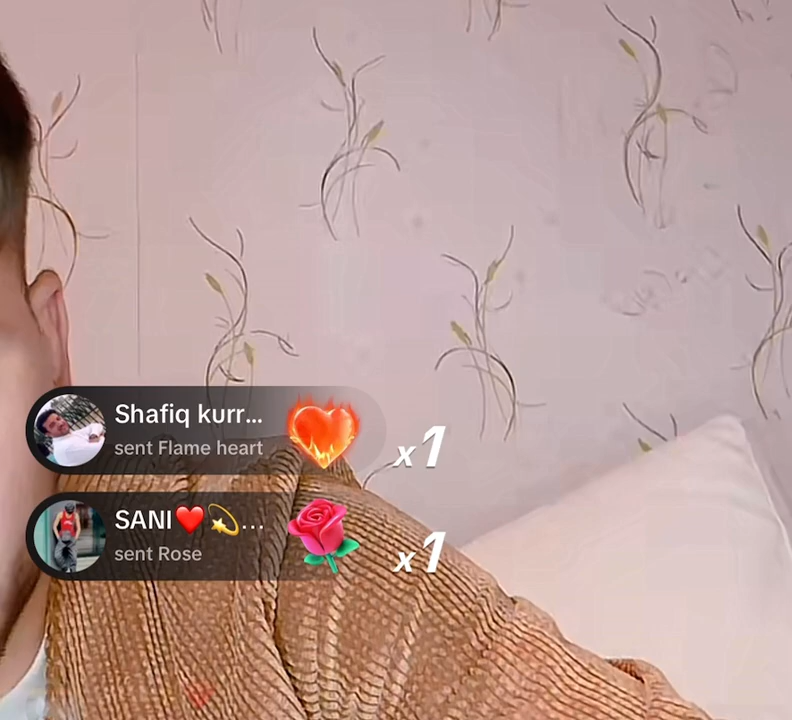 Shafiq kurr...
sent Flame heart
x1
SANI❤️💫...
sent Rose
x1